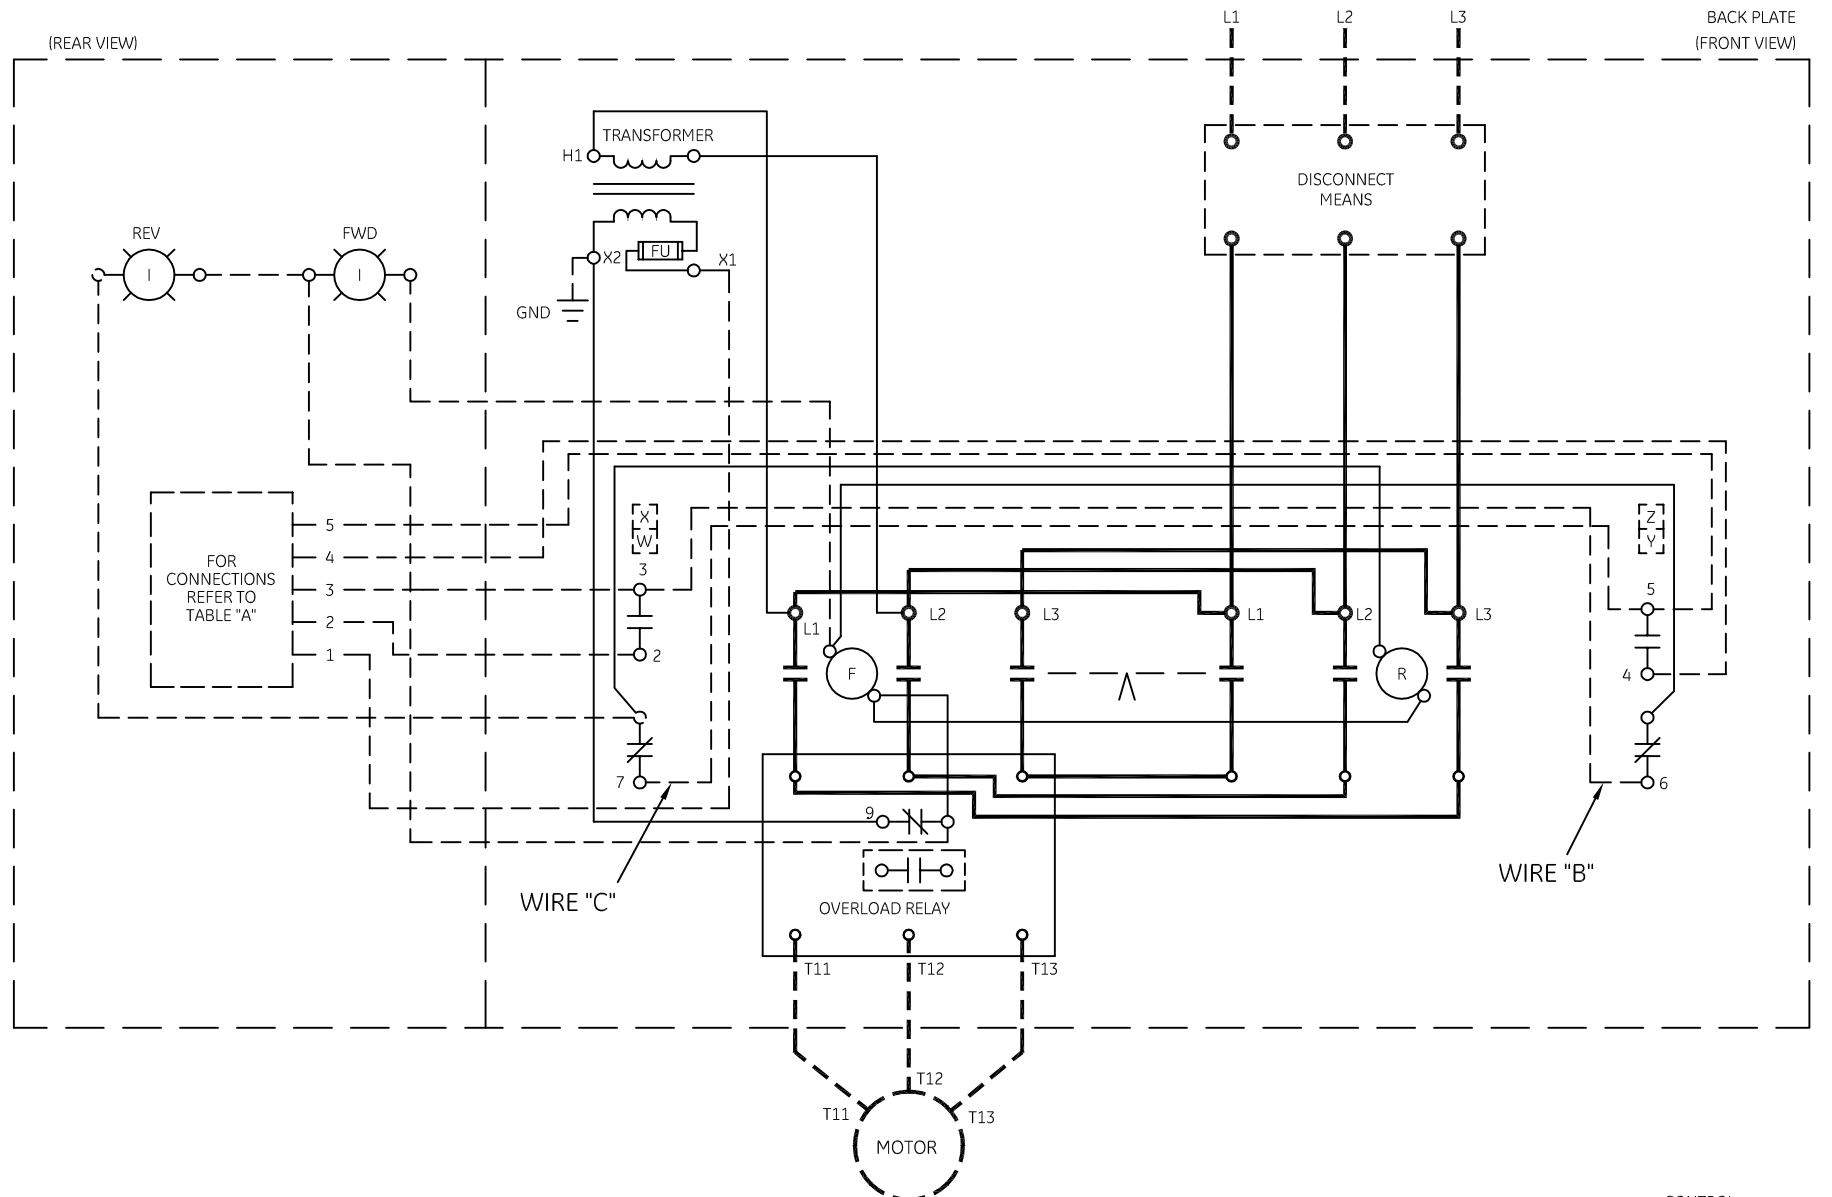 L1 L2 L3 BACK PLATE
(REAR VIEW) (FRONT VIEW)
TRANSFORMER
H1
DISCONNECT
MEANS
REV FWD
I I
X2 FU X1
GND
X
W
Z
Y
5
4
3
2
1
FOR
CONNECTIONS
REFER TO
TABLE "A"
3
2
7
5
4
6
L1 L2 L3 L1 L2 L3
F R
9
WIRE "C"
WIRE "B"
OVERLOAD RELAY
T11 T12 T13
T12
T11 T13
MOTOR